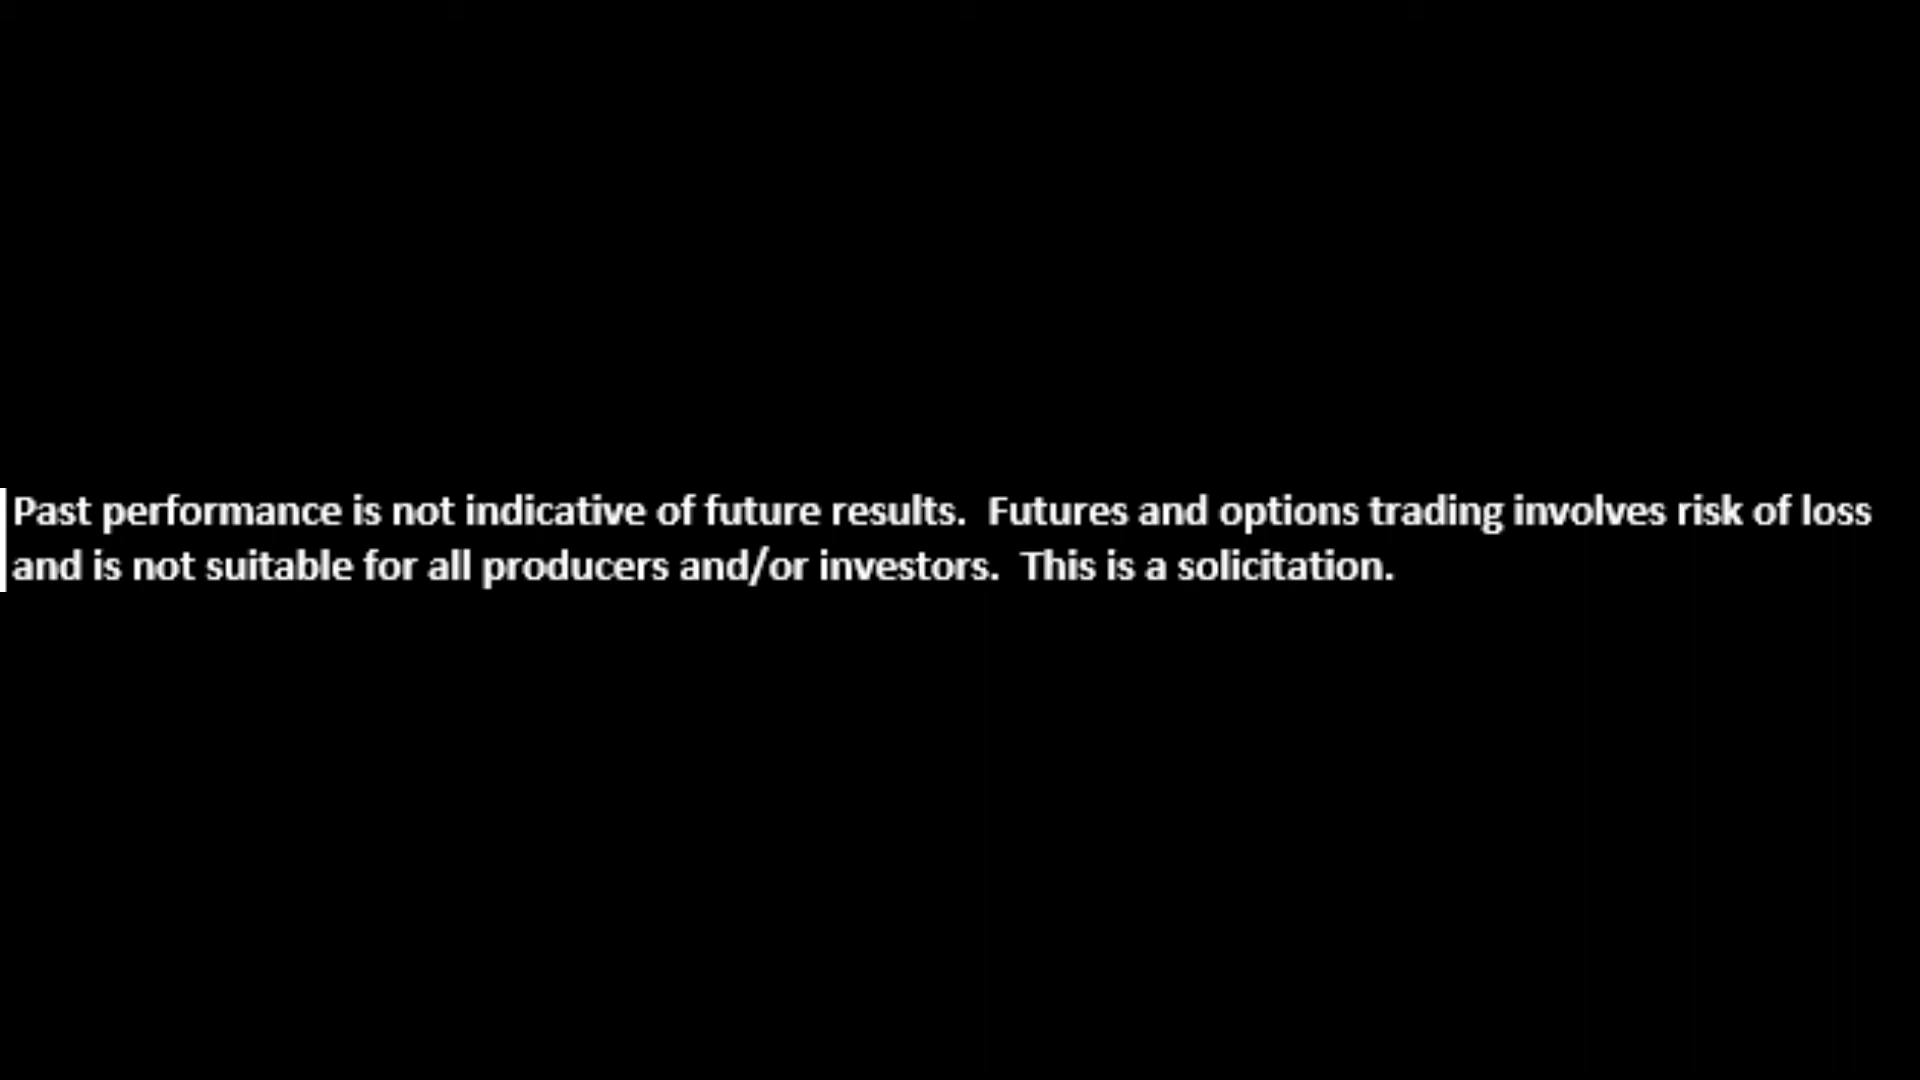 Past performance is not indicative of future results.  Futures and options trading involves risk of loss
and is not suitable for all producers and/or investors.  This is a solicitation.